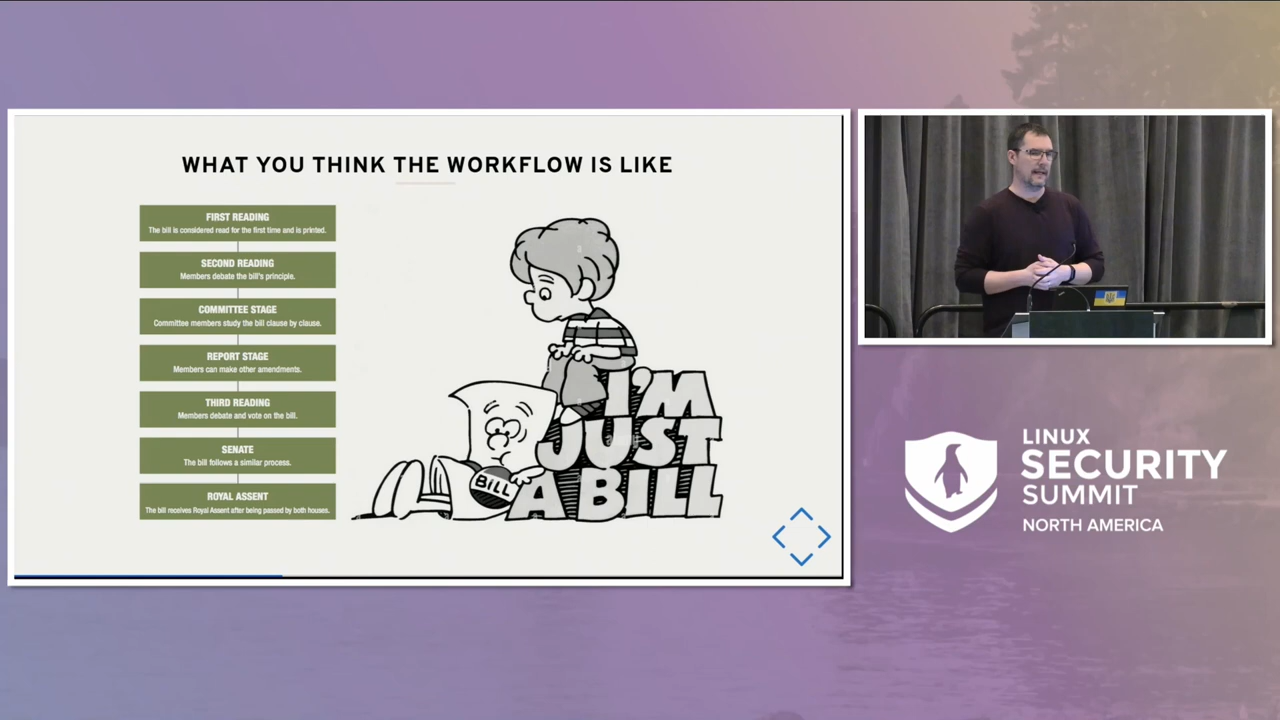 WHAT YOU THINK THE WORKFLOW IS LIKE
FIRST READING
The bill is considered read for the first time and is printed.
SECOND READING
Members debate the bill's principle.
COMMITTEE STAGE
Committee members study the bill clause by clause.
REPORT STAGE
Members can make other amendments.
THIRD READING
Members debate and vote on the bill.
SENATE
The bill follows a similar process.
ROYAL ASSENT
The bill receives Royal Assent after being passed by both houses.
I'M
JUST
A BILL
BILL
LINUX
SECURITY
SUMMIT
NORTH AMERICA